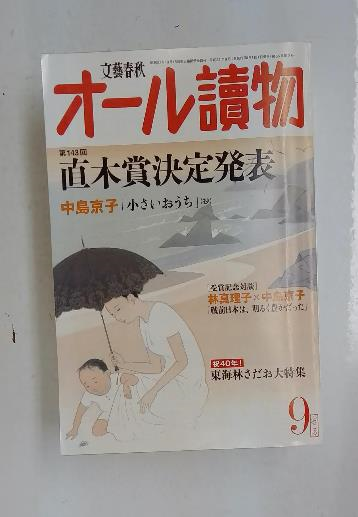 文藝春秋
オール讀物
第143回
直木賞決定発表
中島京子「小さいおうち」
[受賞記念対談]
林真理子×中島京子
「戦前日本は、明るく豊かだった」
祝40年!
東海林さだお大特集
9